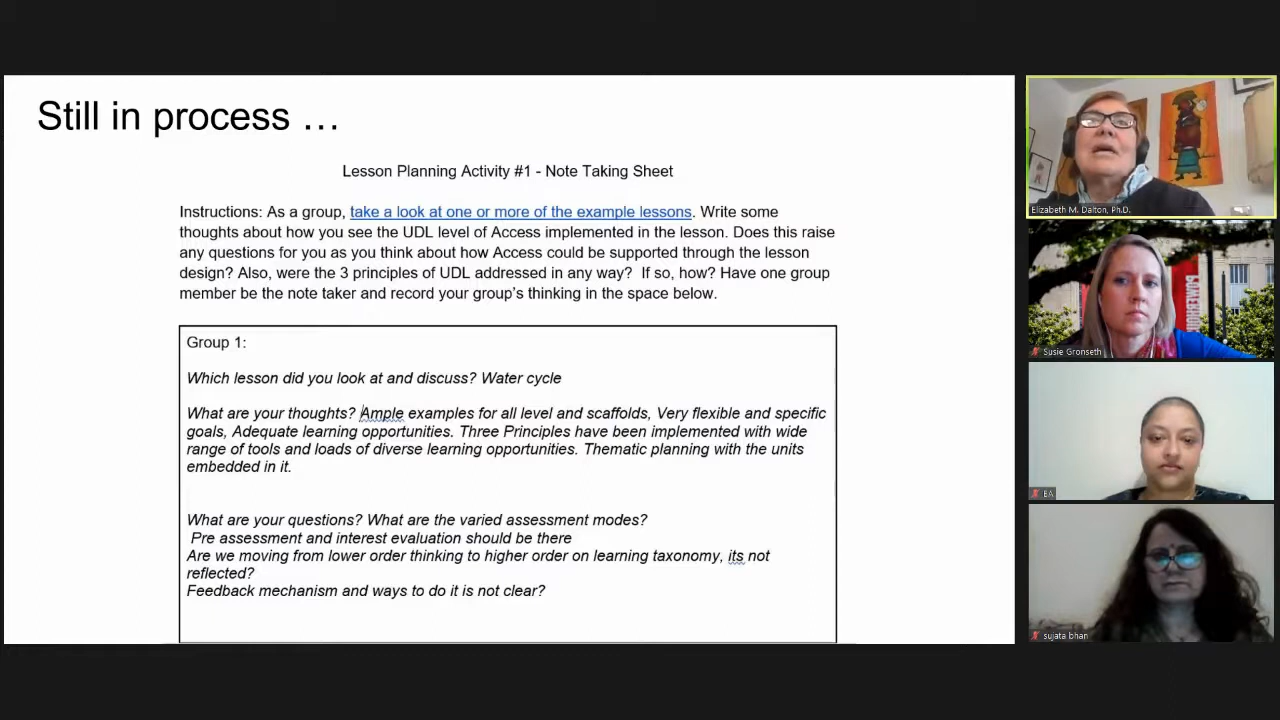 Still in process …
Lesson Planning Activity #1 - Note Taking Sheet
Instructions: As a group, take a look at one or more of the example lessons. Write some
thoughts about how you see the UDL level of Access implemented in the lesson. Does this raise
any questions for you as you think about how Access could be supported through the lesson
design? Also, were the 3 principles of UDL addressed in any way?  If so, how? Have one group
member be the note taker and record your group's thinking in the space below.
Group 1:
Which lesson did you look at and discuss? Water cycle
What are your thoughts? Ample examples for all level and scaffolds, Very flexible and specific
goals, Adequate learning opportunities. Three Principles have been implemented with wide
range of tools and loads of diverse learning opportunities. Thematic planning with the units
embedded in it.
What are your questions? What are the varied assessment modes?
Pre assessment and interest evaluation should be there
Are we moving from lower order thinking to higher order on learning taxonomy, its not
reflected?
Feedback mechanism and ways to do it is not clear?
Elizabeth M. Dalton, Ph.D.
Susie Gronseth
EA
sujata bhan